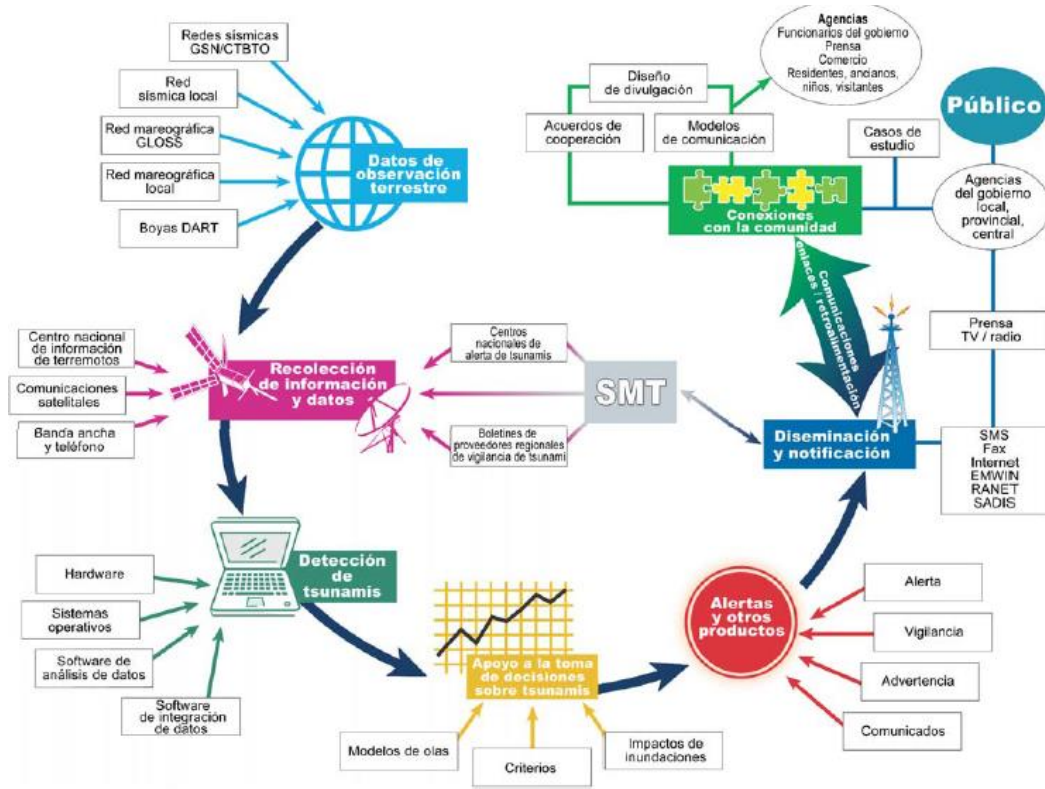 Redes sísmicas
GSN/CTBTO
Red
sísmica local
Red mareográfica
GLOSS
Red mareográfica
local
Boyas DART
Datos de
observación
terrestre
Diseño
de divulgación
Acuerdos de
cooperación
Modelos
de comunicación
Agencias
Funcionarios del gobierno
Prensa
Comercio
Residentes, ancianos,
niños, visitantes
Conexiones
con la comunidad
Casos de
estudio
Público
Agencias
del gobierno
local,
provincial,
central
Prensa
TV / radio
SMS
Fax
Internet
EMWIN
RANET
SADIS
Comunicaciones
enlaces / retroalimentación
Centro nacional
de información
de terremotos
Comunicaciones
satelitales
Banda ancha
y teléfono
Recolección
de información
y datos
Centros
nacionales de
alerta de tsunamis
Boletines de
proveedores regionales
de vigilancia de tsunami
SMT
Diseminación
y notificación
Hardware
Sistemas
operativos
Software de
análisis de datos
Software
de integración
de datos
Detección
de
tsunamis
Apoyo a la toma
de decisiones
sobre tsunamis
Modelos de olas
Criterios
Impactos de
inundaciones
Alertas
y otros
productos
Alerta
Vigilancia
Advertencia
Comunicados